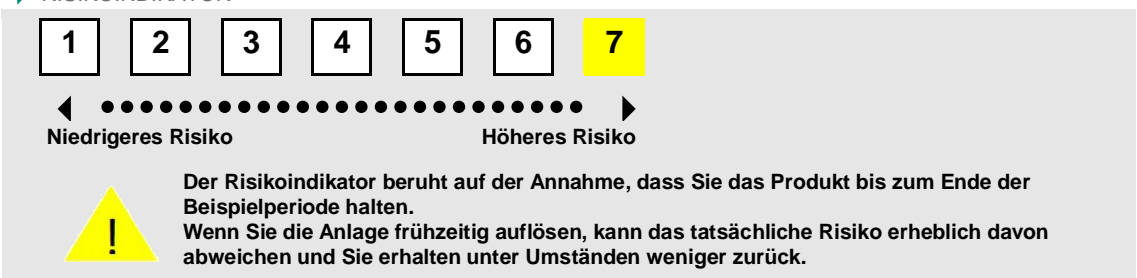 RISIKOINDIKATOR
1 2 3 4 5 6 7
Niedrigeres Risiko Höheres Risiko
Der Risikoindikator beruht auf der Annahme, dass Sie das Produkt bis zum Ende der
Beispielperiode halten.
! Wenn Sie die Anlage frühzeitig auflösen, kann das tatsächliche Risiko erheblich davon
abweichen und Sie erhalten unter Umständen weniger zurück.